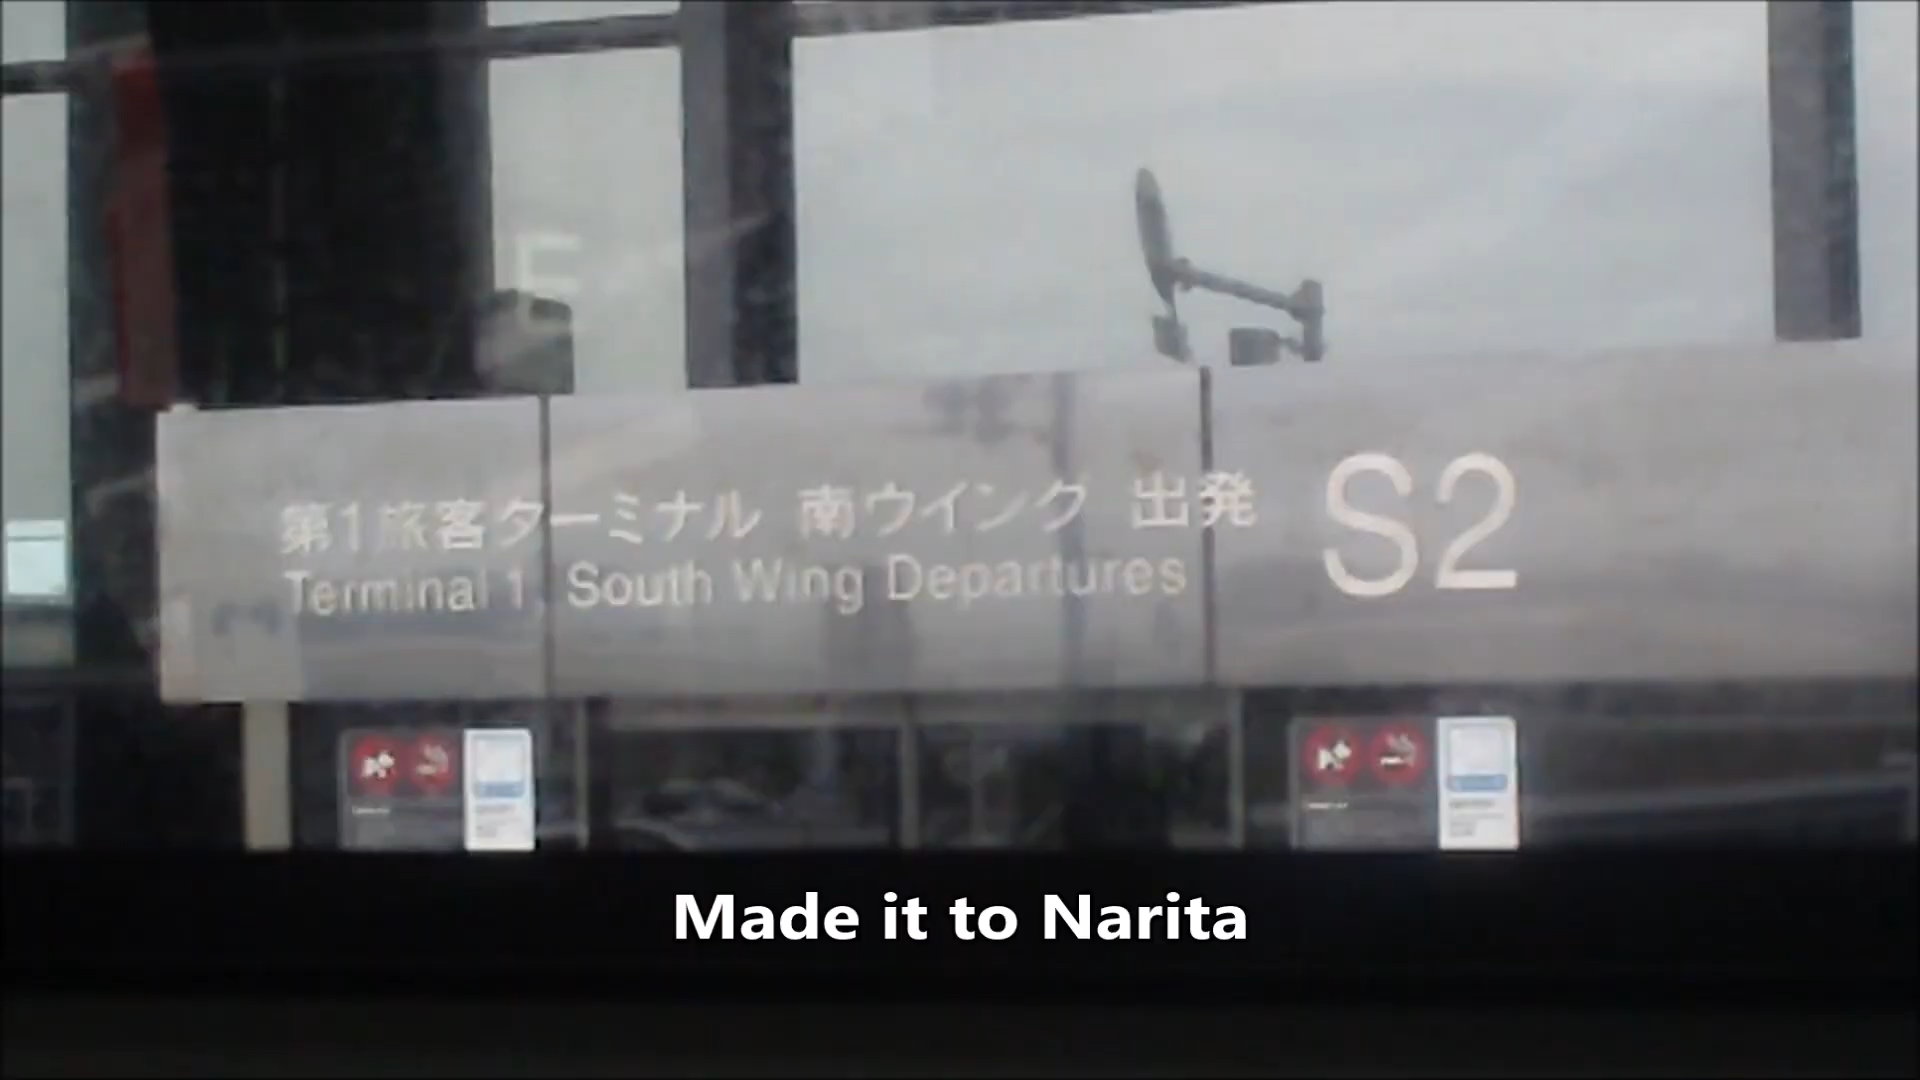 E
第1旅客ターミナル 南ウイング 出発
Terminal 1, South Wing Departures
S2
Made it to Narita